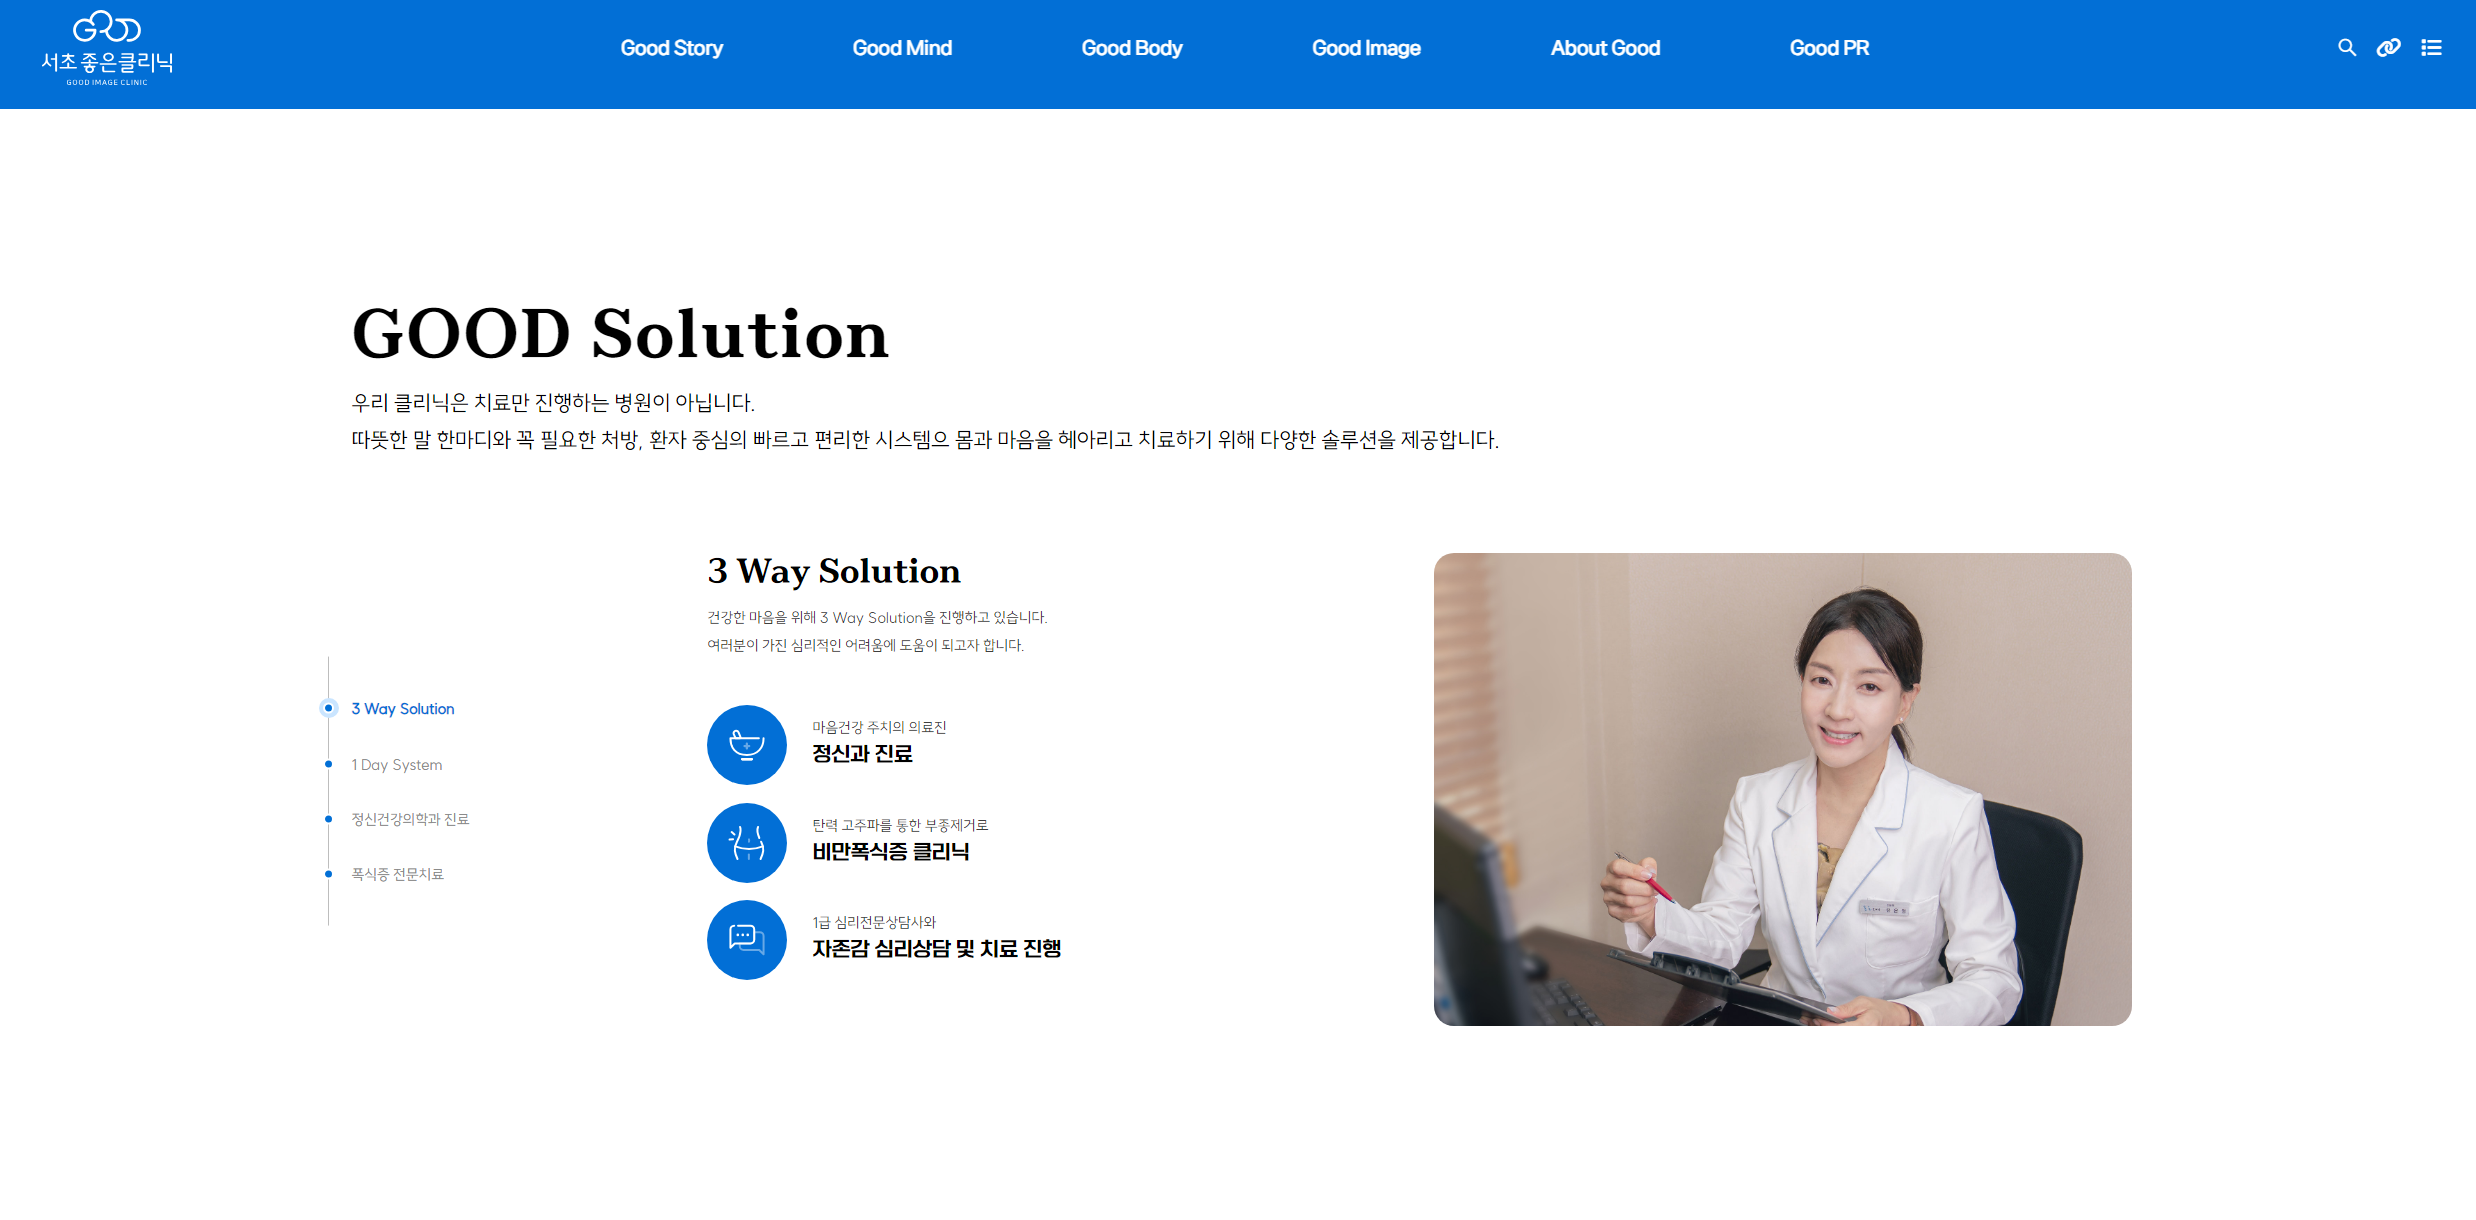 GOOD
서초 좋은클리닉
GOOD IMAGE CLINIC
Good Story
Good Mind
Good Body
Good Image
About Good
Good PR
GOOD Solution
우리 클리닉은 치료만 진행하는 병원이 아닙니다.
따뜻한 말 한마디와 꼭 필요한 처방, 환자 중심의 빠르고 편리한 시스템으 몸과 마음을 헤아리고 치료하기 위해 다양한 솔루션을 제공합니다.
3 Way Solution
1 Day System
정신건강의학과 진료
폭식증 전문치료
3 Way Solution
건강한 마음을 위해 3 Way Solution을 진행하고 있습니다.
여러분이 가진 심리적인 어려움에 도움이 되고자 합니다.
마음건강 주치의 의료진
정신과 진료
탄력 고주파를 통한 부종제거로
비만폭식증 클리닉
1급 심리전문상담사와
자존감 심리상담 및 치료 진행